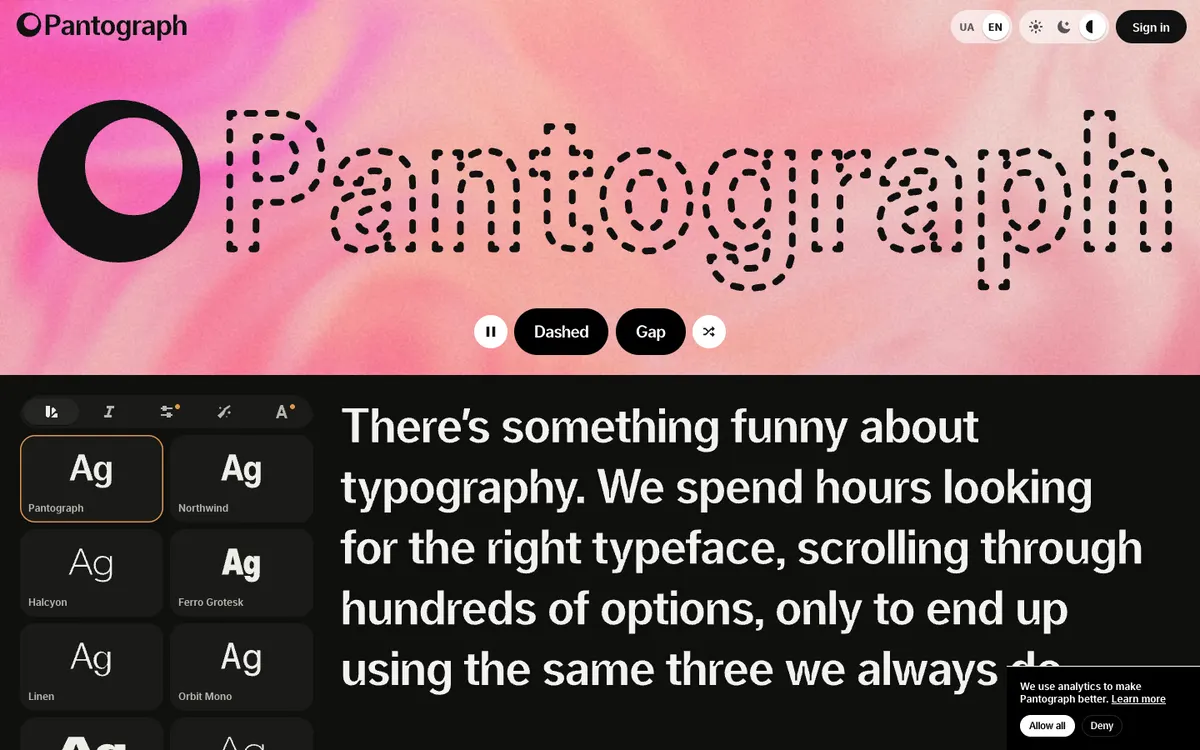 Pantograph
UA EN
Sign in
Pantograph
Dashed
Gap
I
A
There's something funny about
typography. We spend hours looking
for the right typeface, scrolling through
hundreds of options, only to end up
using the same three we always do
Ag
Pantograph
Ag
Northwind
Ag
Halcyon
Ag
Ferro Grotesk
Ag
Linen
Ag
Orbit Mono
Ag
Ag
We use analytics to make
Pantograph better. Learn more
Allow all
Deny